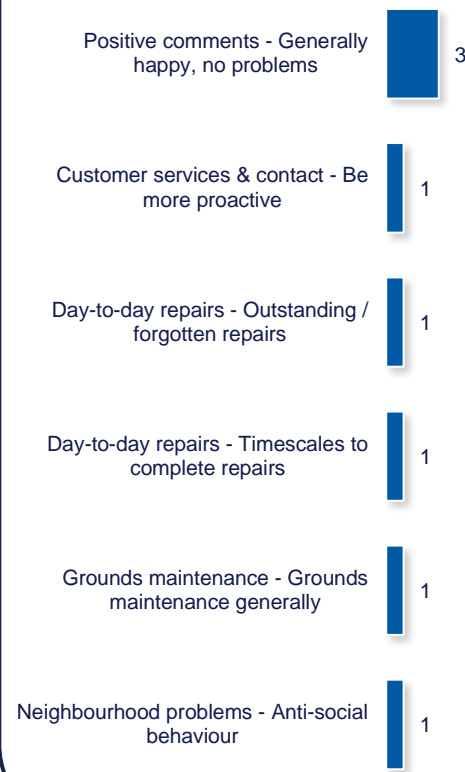 Positive comments - Generally
happy, no problems
3
Customer services & contact - Be
more proactive
1
Day-to-day repairs - Outstanding /
forgotten repairs
1
Day-to-day repairs - Timescales to
complete repairs
1
Grounds maintenance - Grounds
maintenance generally
1
Neighbourhood problems - Anti-social
behaviour
1